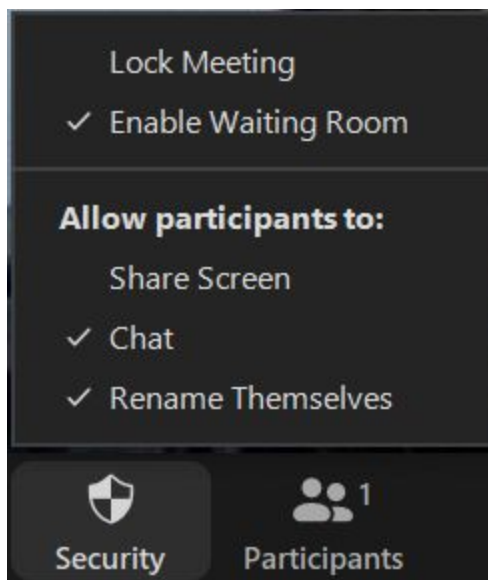 Lock Meeting
✓ Enable Waiting Room
Allow participants to:
Share Screen
✓ Chat
✓ Rename Themselves
1
Security Participants